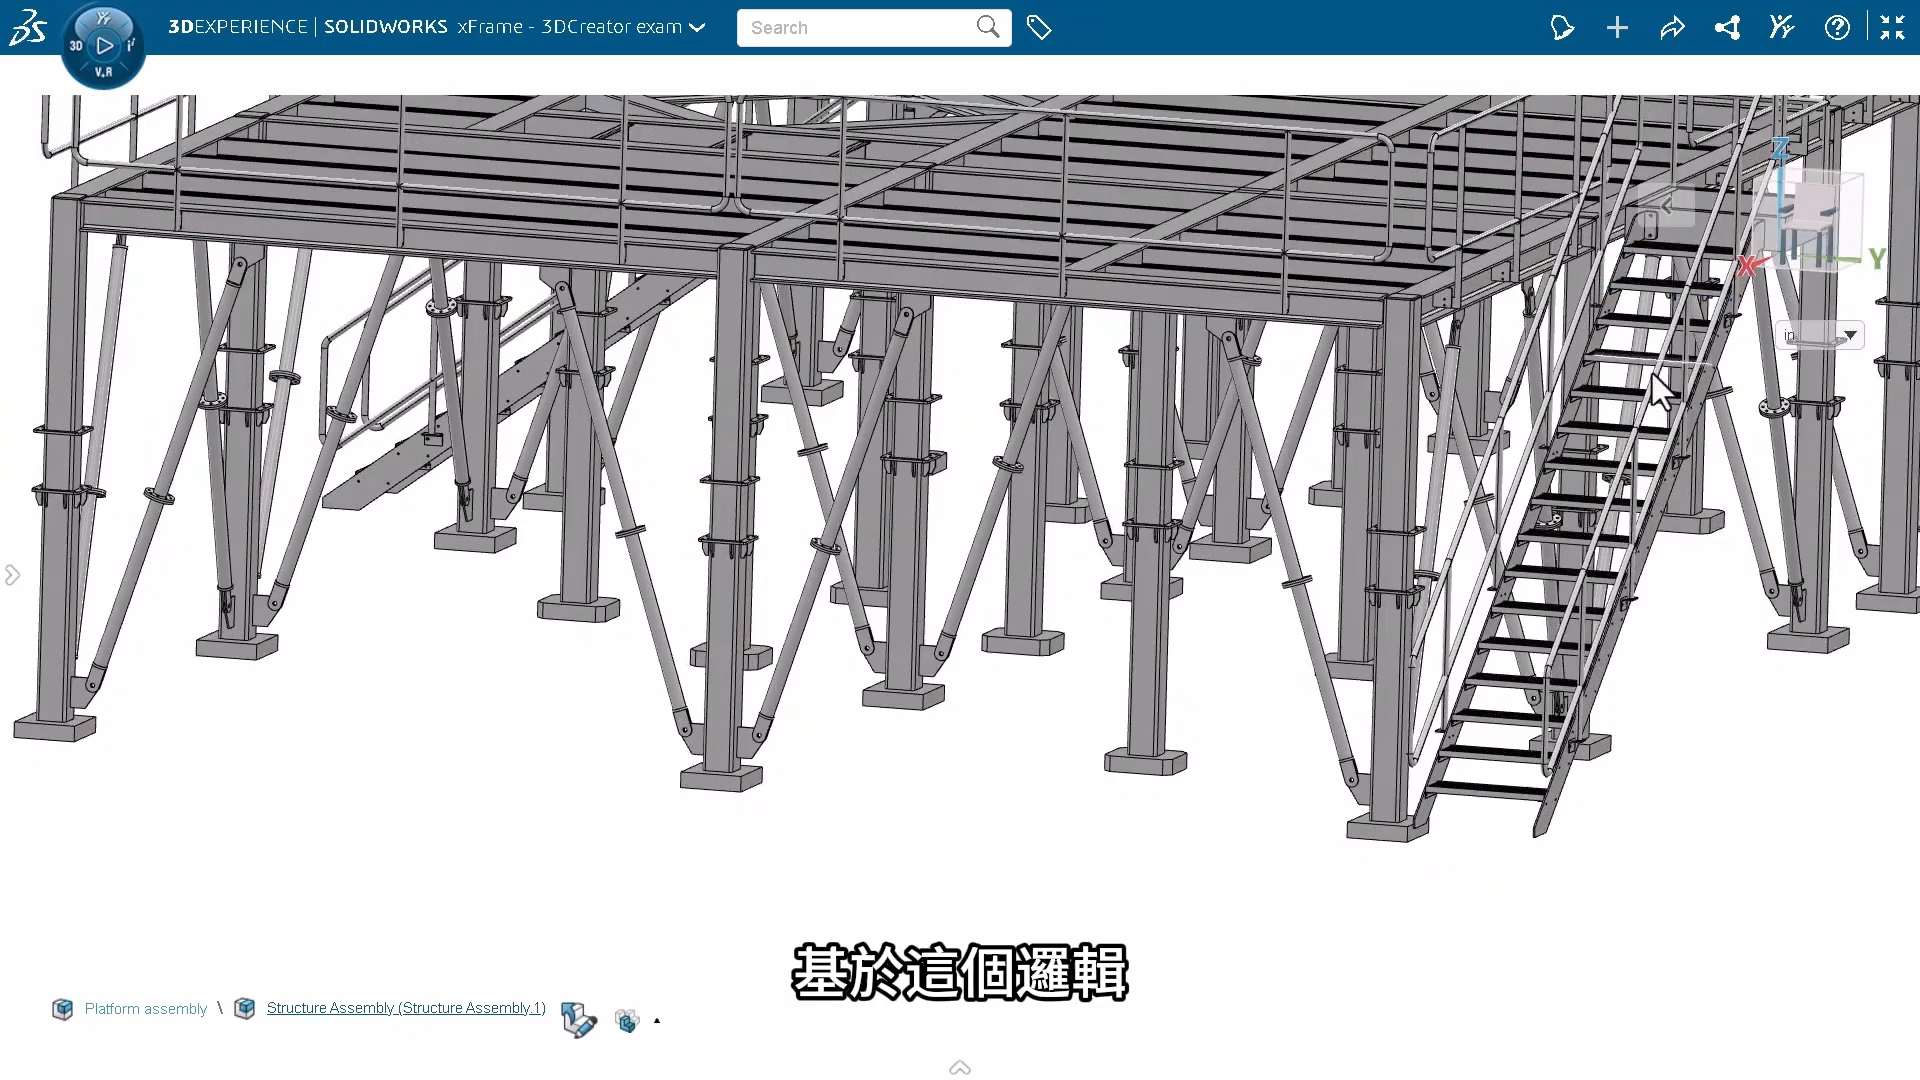 3DEXPERIENCE | SOLIDWORKS xFrame - 3DCreator exam
Search
3D
V.R
Z
X
Y
in
基於這個邏輯
Platform assembly \ Structure Assembly (Structure Assembly.1)